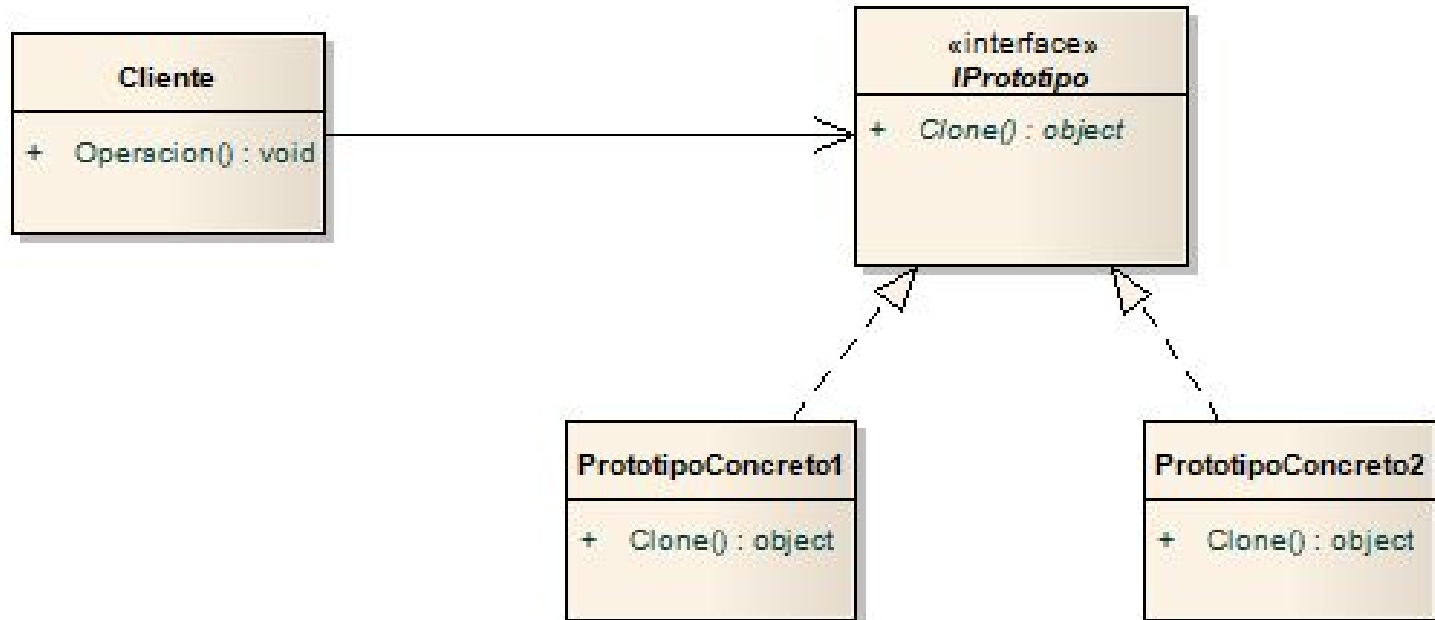 Cliente
+ Operacion() : void
«interface»
IPrototipo
+ Clone() : object
PrototipoConcreto1
+ Clone() : object
PrototipoConcreto2
+ Clone() : object